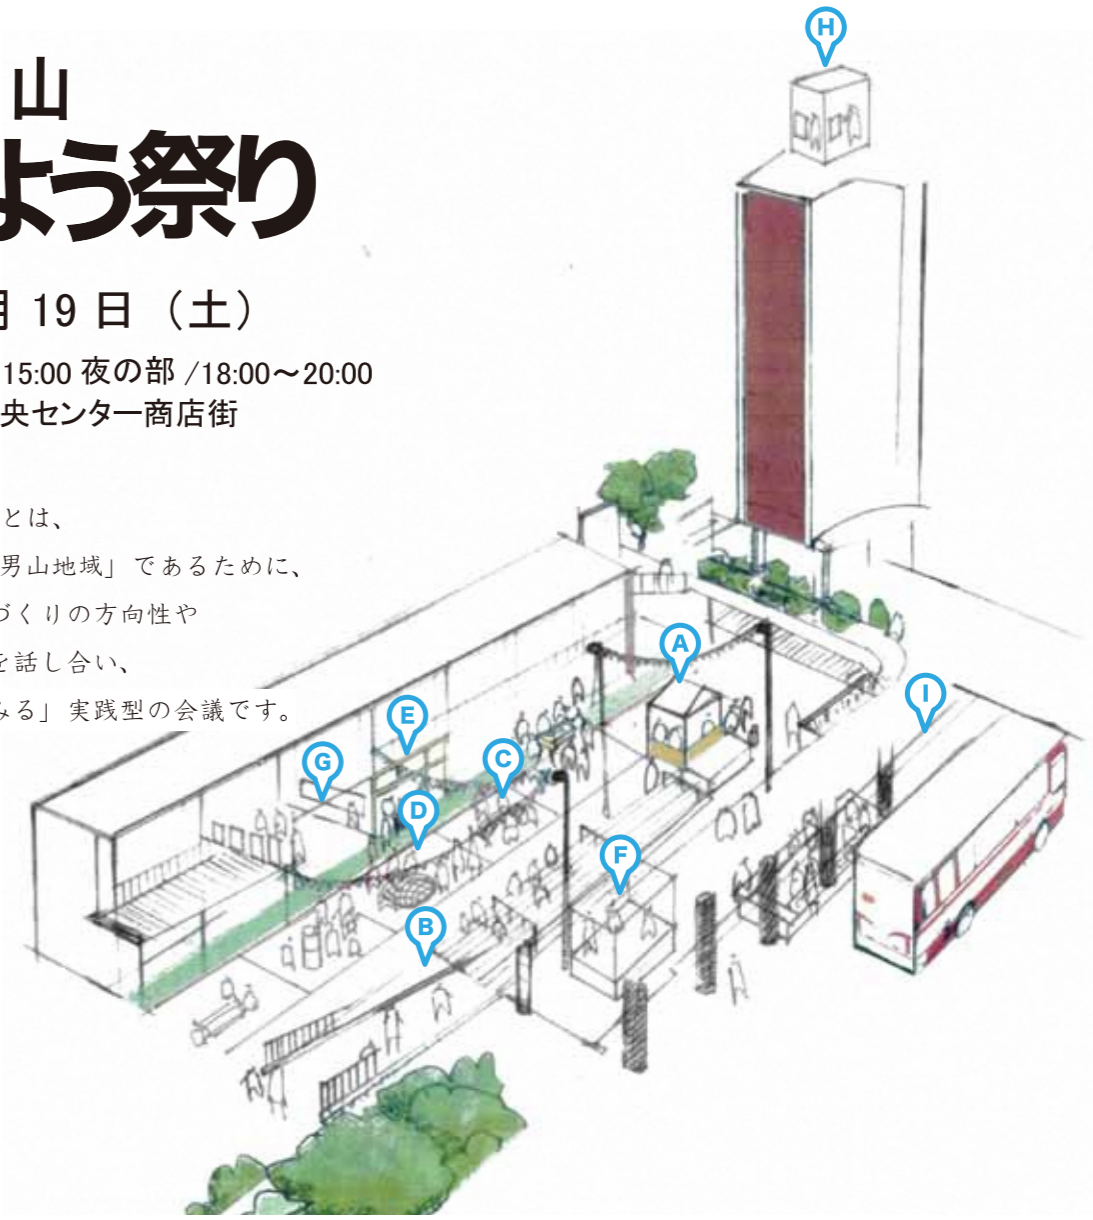 山
よう祭り
月 19 日 （土）
15:00 夜の部 /18:00～20:00
央センター商店街
とは、
男山地域」であるために、
づくりの方向性や
を話し合い、
みる」実践型の会議です。
H
A
I
E
C
G
D
F
B